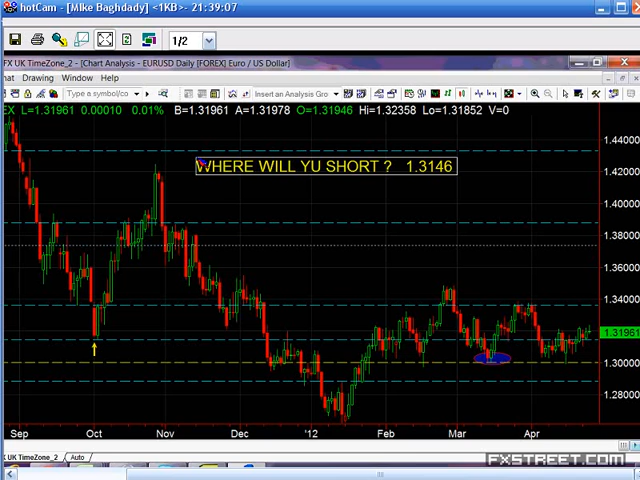 hotCam - [Mike Baghdady] <1KB> - 21:39:07
1/2
FX UK TimeZone_2 - [Chart Analysis - EURUSD Daily [FOREX] Euro / US Dollar]
hat Drawing Window Help
Type a symbol/comp
Insert an Analysis Gro
EX L=1.31961 0.00010 0.01% B=1.31961 A=1.31978 O=1.31946 Hi=1.32358 Lo=1.31852 V=0
WHERE WILL YU SHORT ? 1.3146
1.44000
1.42000
1.40000
1.38000
1.36000
1.34000
1.31961
1.30000
1.28000
Sep Oct Nov Dec '12 Feb Mar Apr
UK TimeZone_2 Auto
FXSTREET.COM